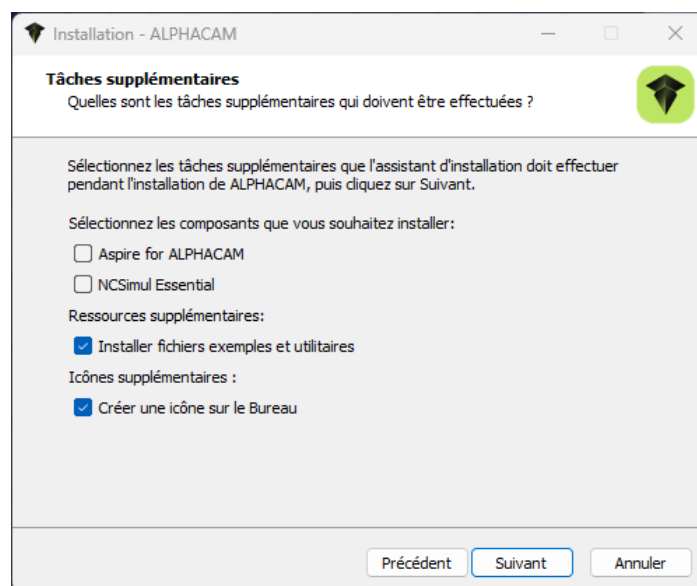 Installation - ALPHACAM
Tâches supplémentaires
Quelles sont les tâches supplémentaires qui doivent être effectuées ?
Sélectionnez les tâches supplémentaires que l'assistant d'installation doit effectuer
pendant l'installation de ALPHACAM, puis cliquez sur Suivant.
Sélectionnez les composants que vous souhaitez installer:
Aspire for ALPHACAM
NCSimul Essential
Ressources supplémentaires:
Installer fichiers exemples et utilitaires
Icônes supplémentaires :
Créer une icône sur le Bureau
Précédent
Suivant
Annuler